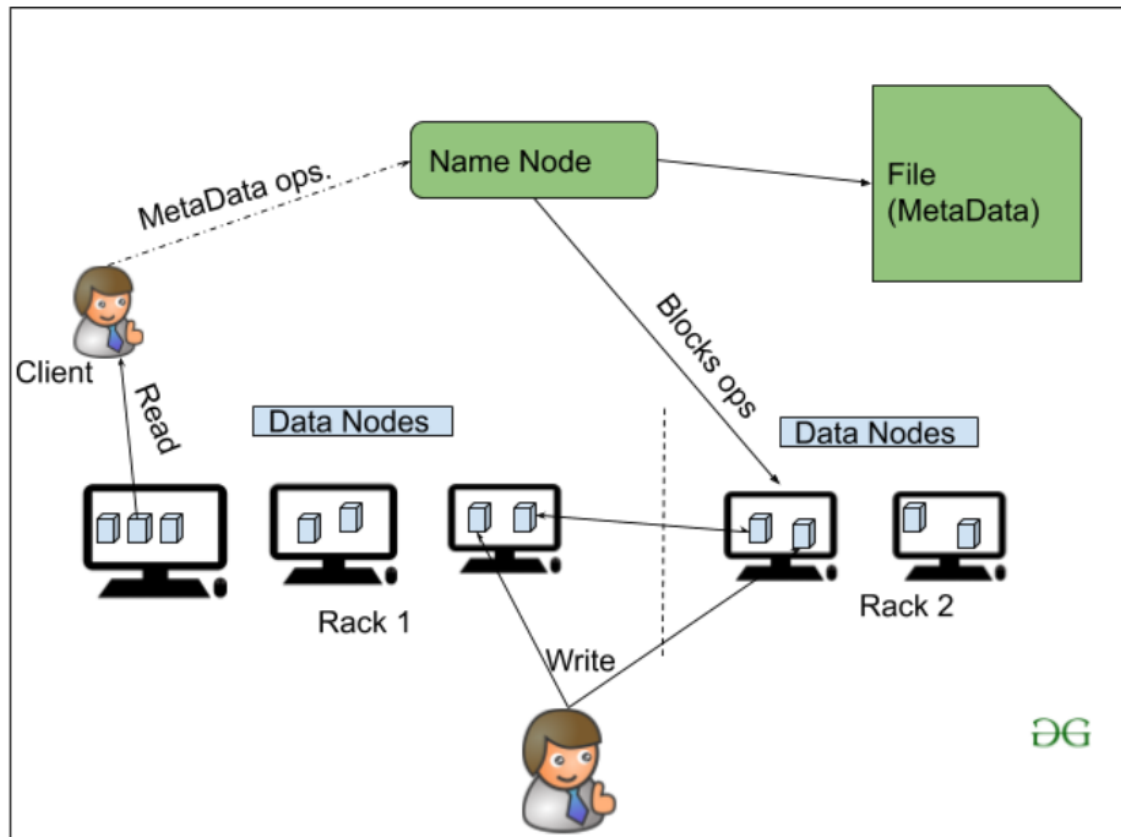 MetaData ops.
Name Node
File
(MetaData)
Client
Read
Blocks ops
Data Nodes
Data Nodes
Rack 1
Rack 2
Write